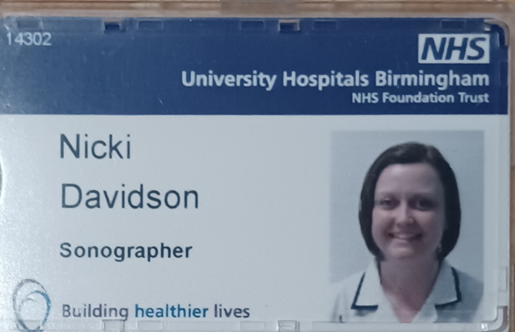 14302
NHS
University Hospitals Birmingham
NHS Foundation Trust
Nicki
Davidson
Sonographer
Building healthier lives